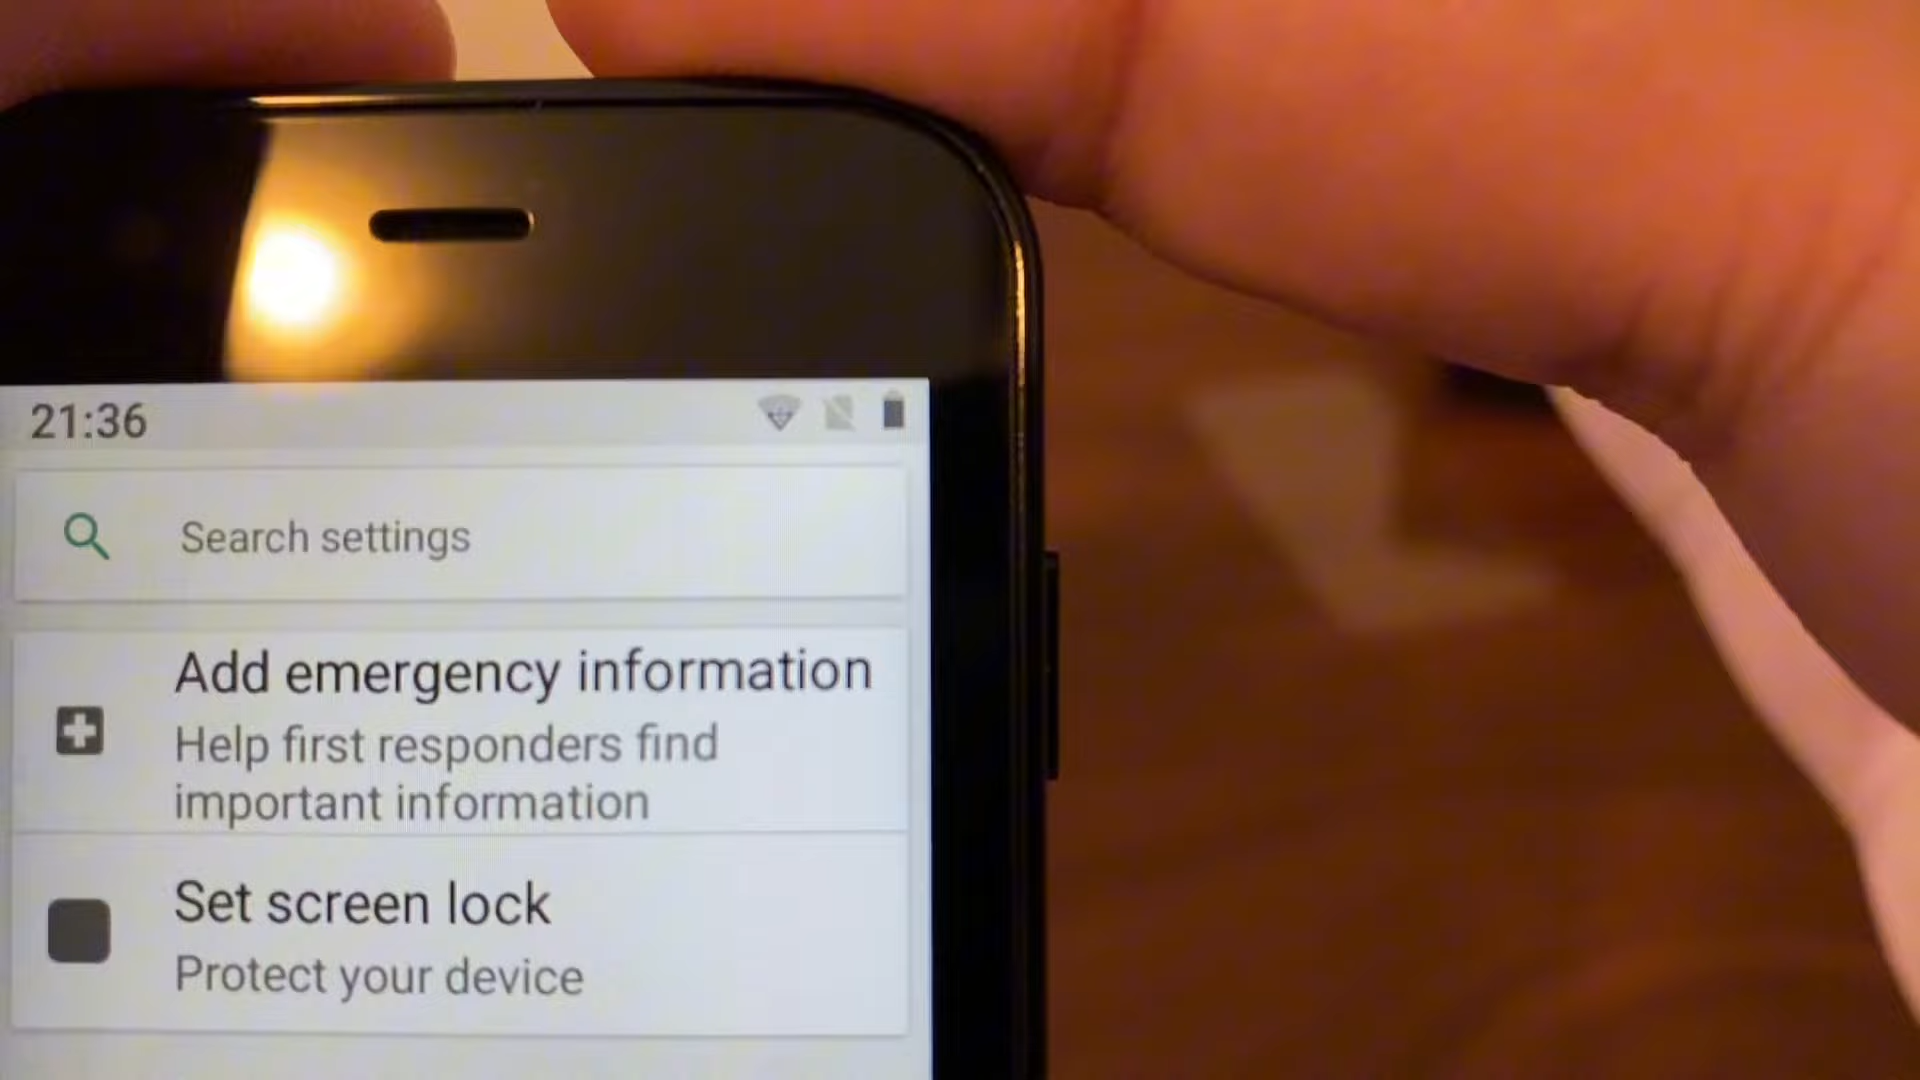 21:36
Search settings
Add emergency information
Help first responders find
important information
Set screen lock
Protect your device